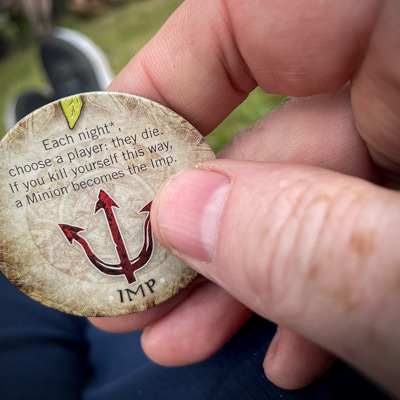 Each night*,
choose a player: they die.
If you kill yourself this way,
a Minion becomes the Imp.
IMP